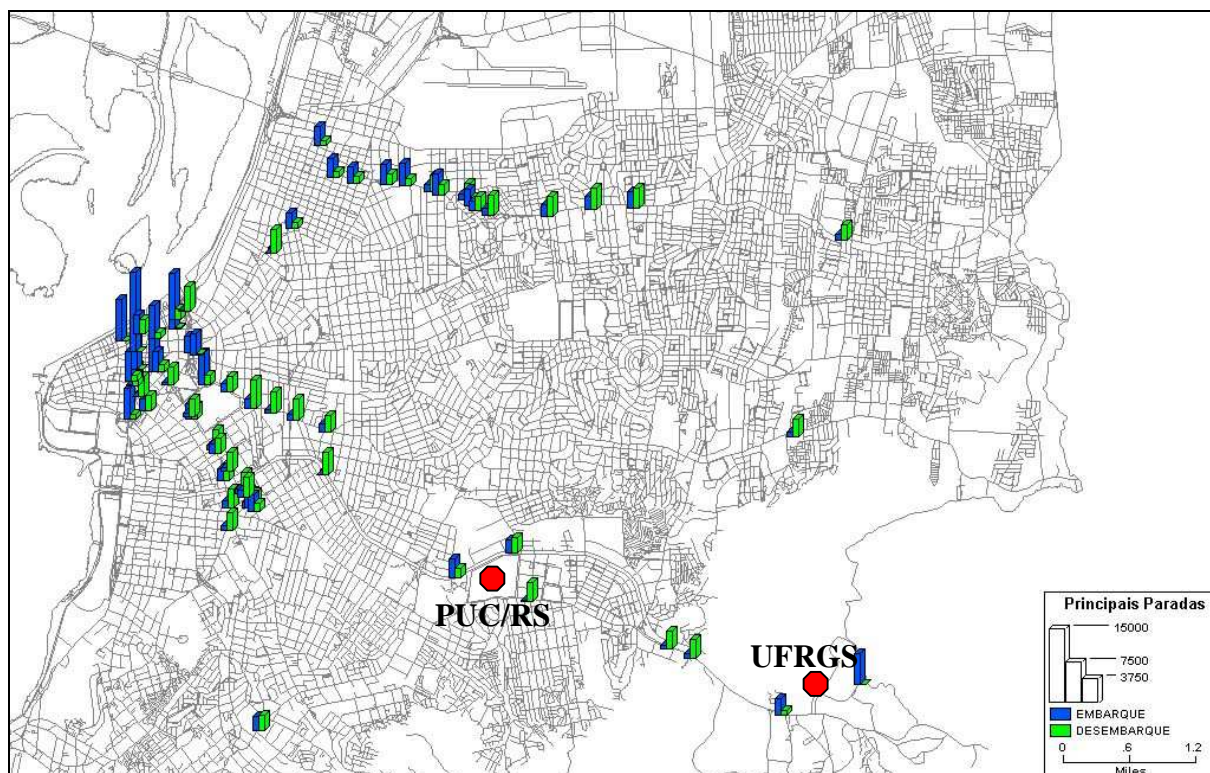 PUC/RS
UFRGS
Principais Paradas
15000
7500
3750
EMBARQUE
DESEMBARQUE
0 .6 1.2
Miles